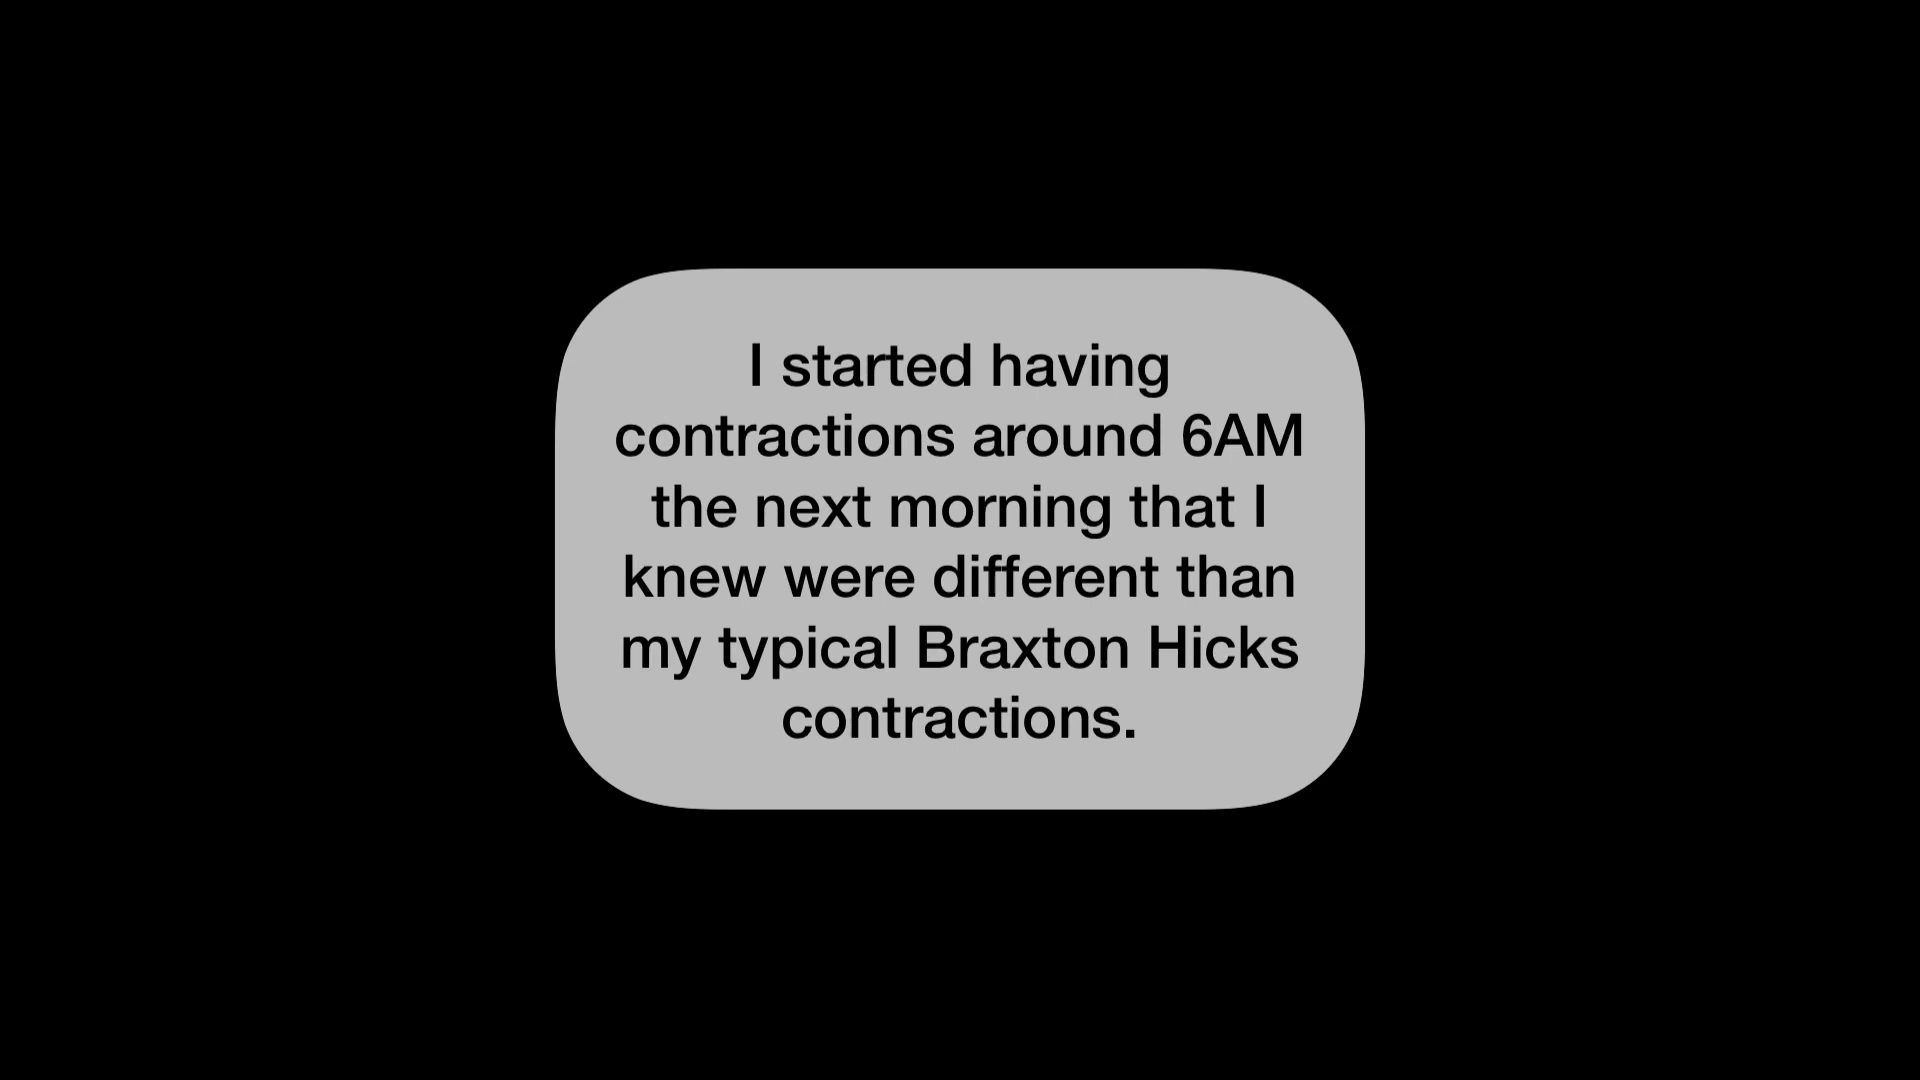 I started having
contractions around 6AM
the next morning that I
knew were different than
my typical Braxton Hicks
contractions.